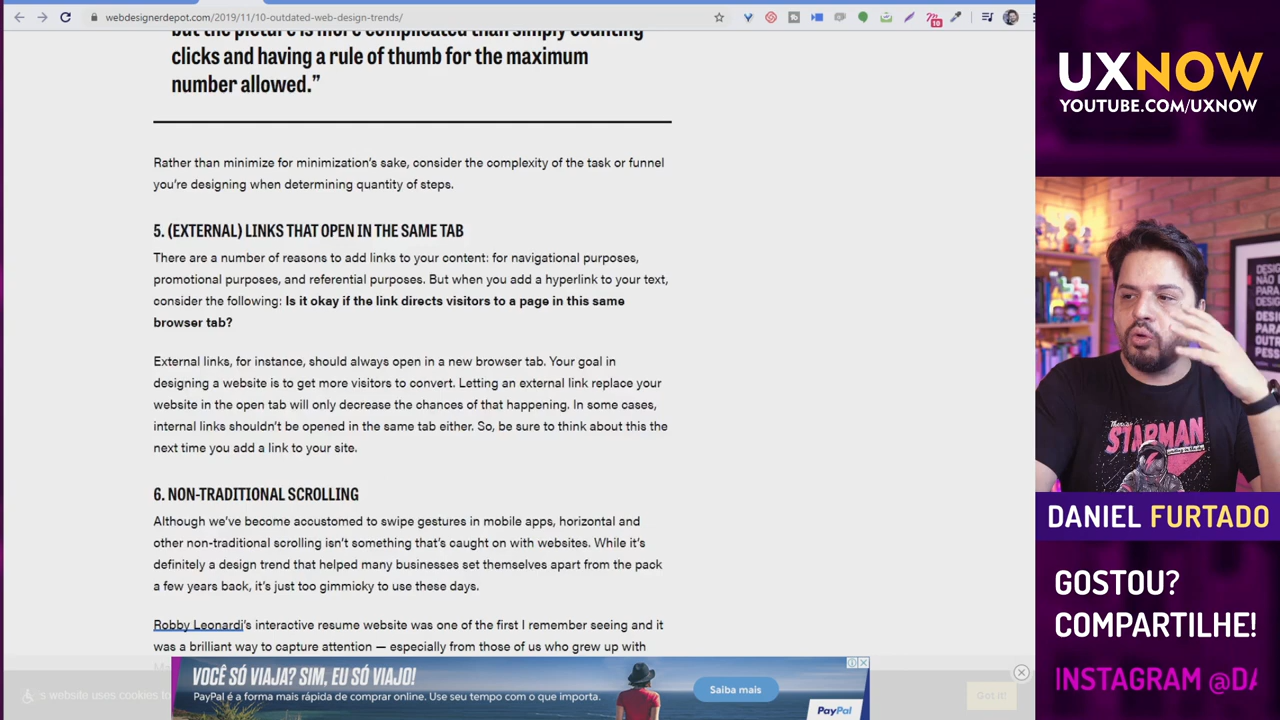 webdesignerdepot.com/2019/11/10-outdated-web-design-trends/
but the picture is more complicated than simply counting
clicks and having a rule of thumb for the maximum
number allowed.”
Rather than minimize for minimization's sake, consider the complexity of the task or funnel
you're designing when determining quantity of steps.
5. (EXTERNAL) LINKS THAT OPEN IN THE SAME TAB
There are a number of reasons to add links to your content: for navigational purposes,
promotional purposes, and referential purposes. But when you add a hyperlink to your text,
consider the following: Is it okay if the link directs visitors to a page in this same
browser tab?
External links, for instance, should always open in a new browser tab. Your goal in
designing a website is to get more visitors to convert. Letting an external link replace your
website in the open tab will only decrease the chances of that happening. In some cases,
internal links shouldn't be opened in the same tab either. So, be sure to think about this the
next time you add a link to your site.
6. NON-TRADITIONAL SCROLLING
Although we've become accustomed to swipe gestures in mobile apps, horizontal and
other non-traditional scrolling isn't something that's caught on with websites. While it's
definitely a design trend that helped many businesses set themselves apart from the pack
a few years back, it's just too gimmicky to use these days.
Robby Leonardi's interactive resume website was one of the first I remember seeing and it
was a brilliant way to capture attention — especially from those of us who grew up with
s website uses cookies to
Got it!
VOCÊ SÓ VIAJA? SIM, EU SÓ VIAJO!
PayPal é a forma mais rápida de comprar online. Use seu tempo com o que importa.
Saiba mais
PayPal
UXNOW
YOUTUBE.COM/UXNOW
STARMAN
DANIEL FURTADO
GOSTOU?
COMPARTILHE!
INSTAGRAM @DA